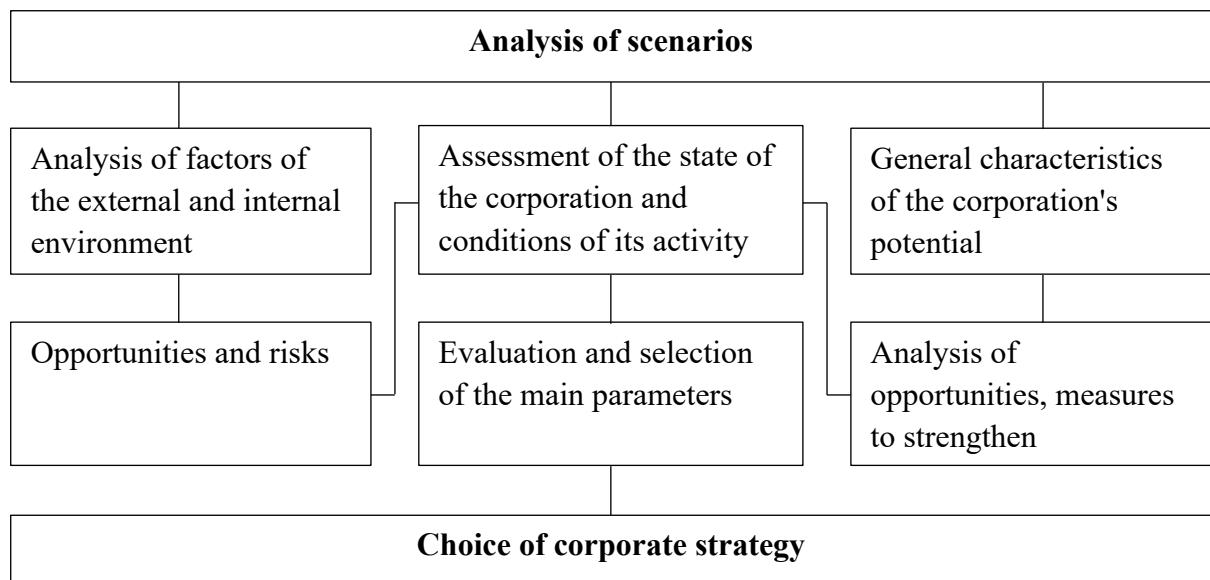 Analysis of scenarios
Analysis of factors of
the external and internal
environment
Assessment of the state of
the corporation and
conditions of its activity
General characteristics
of the corporation's
potential
Opportunities and risks
Evaluation and selection
of the main parameters
Analysis of
opportunities, measures
to strengthen
Choice of corporate strategy